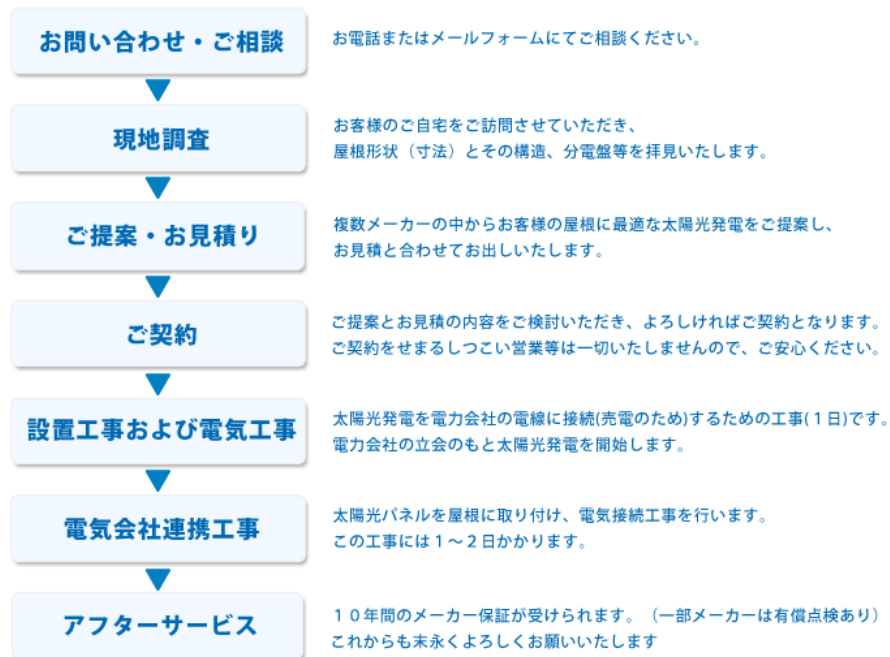 お問い合わせ・ご相談
お電話またはメールフォームにてご相談ください。
現地調査
お客様のご自宅をご訪問させていただき、
屋根形状（寸法）とその構造、分電盤等を拝見いたします。
ご提案・お見積り
複数メーカーの中からお客様の屋根に最適な太陽光発電をご提案し、
お見積と合わせてお出しいたします。
ご契約
ご提案とお見積の内容をご検討いただき、よろしければご契約となります。
ご契約をせまるしつこい営業等は一切いたしませんので、ご安心ください。
設置工事および電気工事
太陽光発電を電力会社の電線に接続(売電のため)するための工事(１日)です。
電力会社の立会のもと太陽光発電を開始します。
電気会社連携工事
太陽光パネルを屋根に取り付け、電気接続工事を行います。
この工事には１～２日かかります。
アフターサービス
１０年間のメーカー保証が受けられます。（一部メーカーは有償点検あり）
これからも末永くよろしくお願いいたします